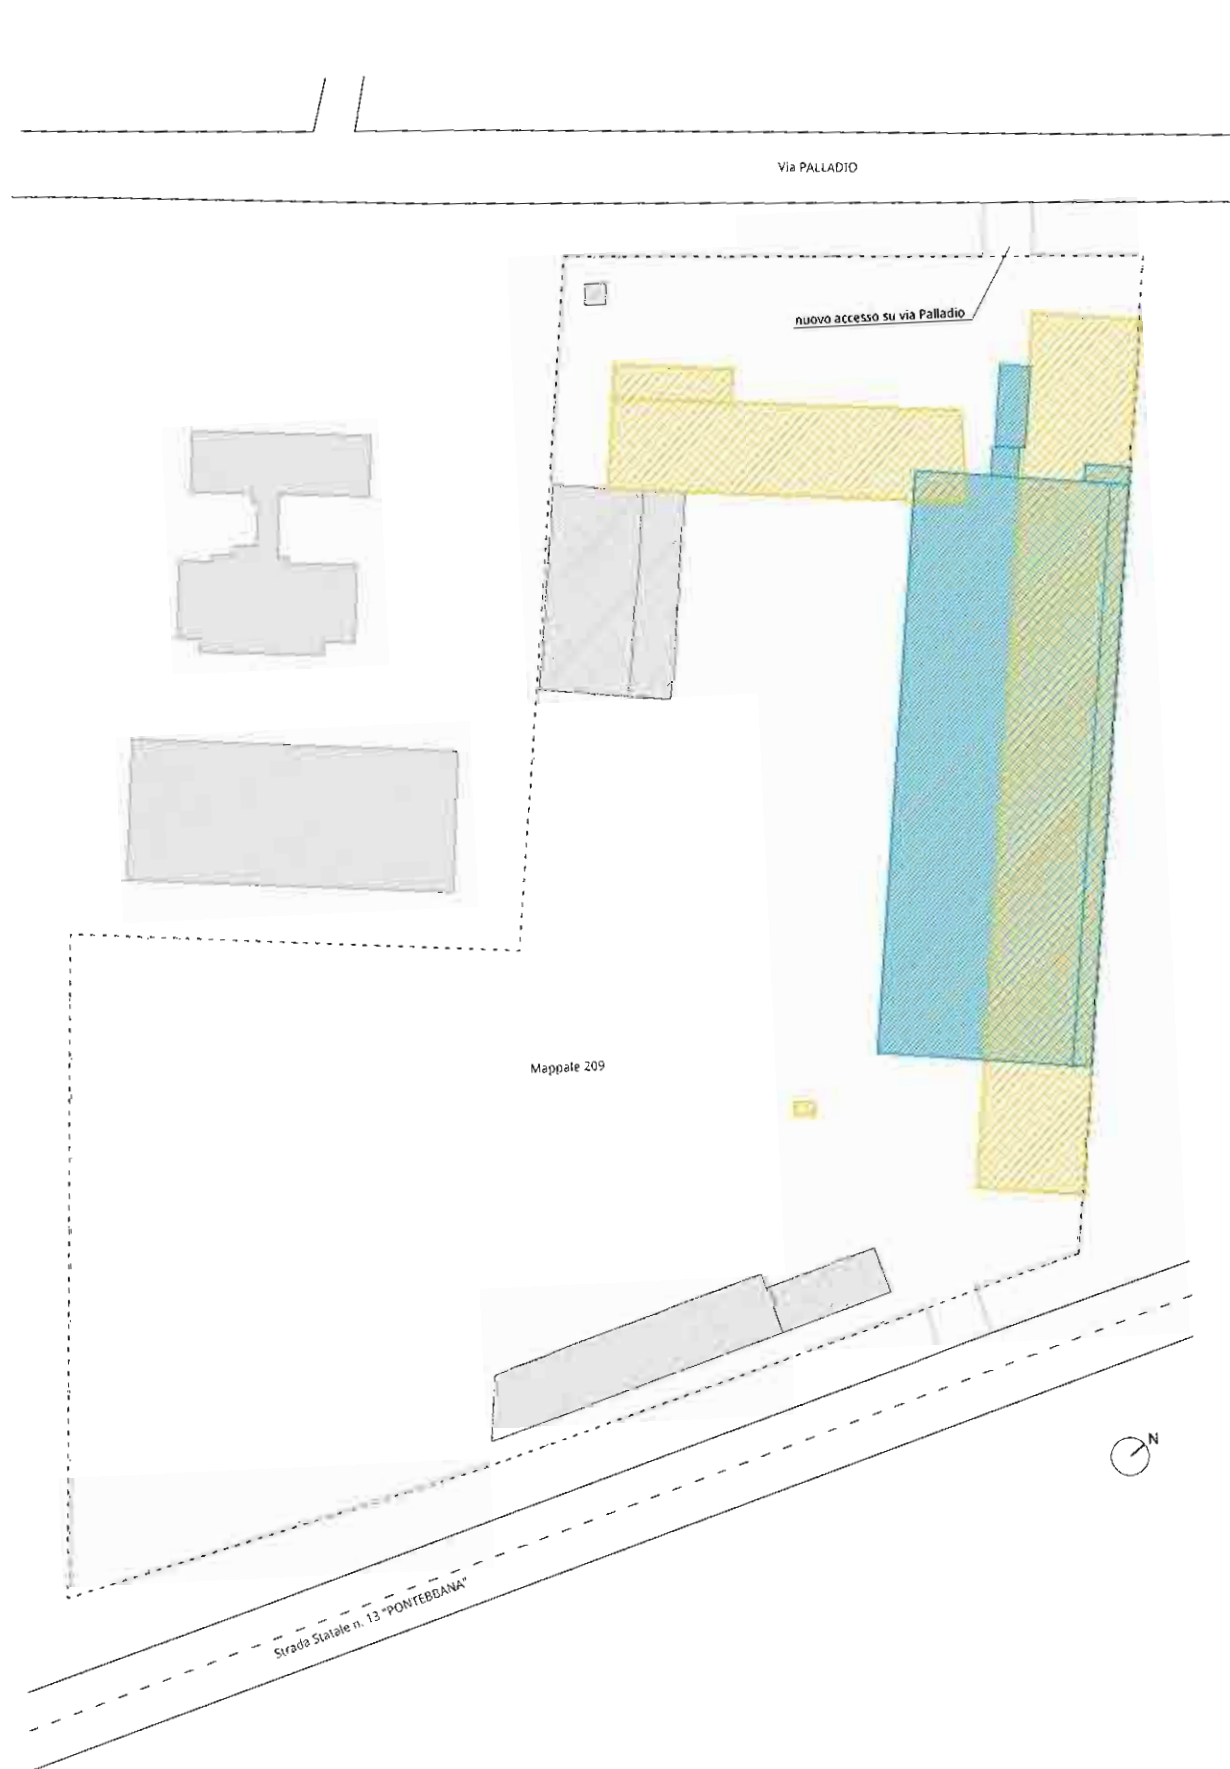 Via PALLADIO
nuovo accesso su via Palladio
Mappale 209
N
Strada Statale n. 13 "PONTEBBANA"